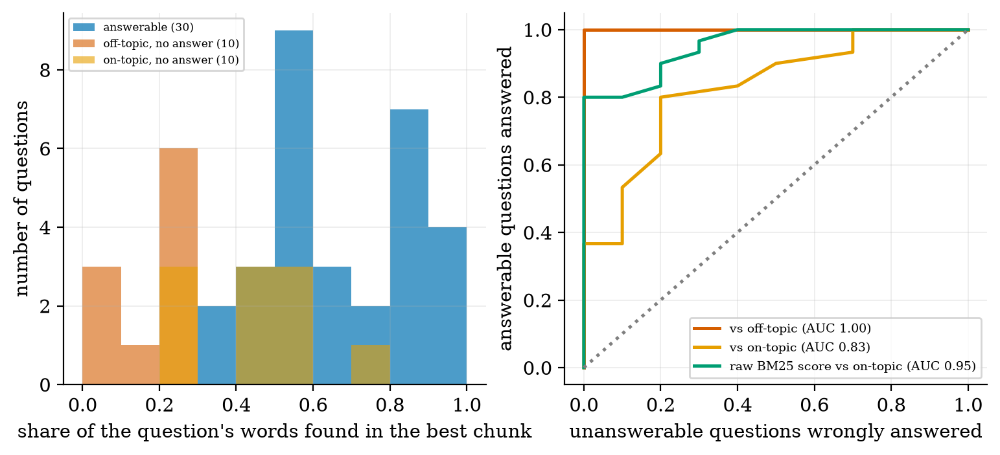 answerable (30)
off-topic, no answer (10)
on-topic, no answer (10)
number of questions
8
6
4
2
0
0.0 0.2 0.4 0.6 0.8 1.0
share of the question's words found in the best chunk
answerable questions answered
1.0
0.8
0.6
0.4
0.2
0.0
vs off-topic (AUC 1.00)
vs on-topic (AUC 0.83)
raw BM25 score vs on-topic (AUC 0.95)
0.0 0.2 0.4 0.6 0.8 1.0
unanswerable questions wrongly answered